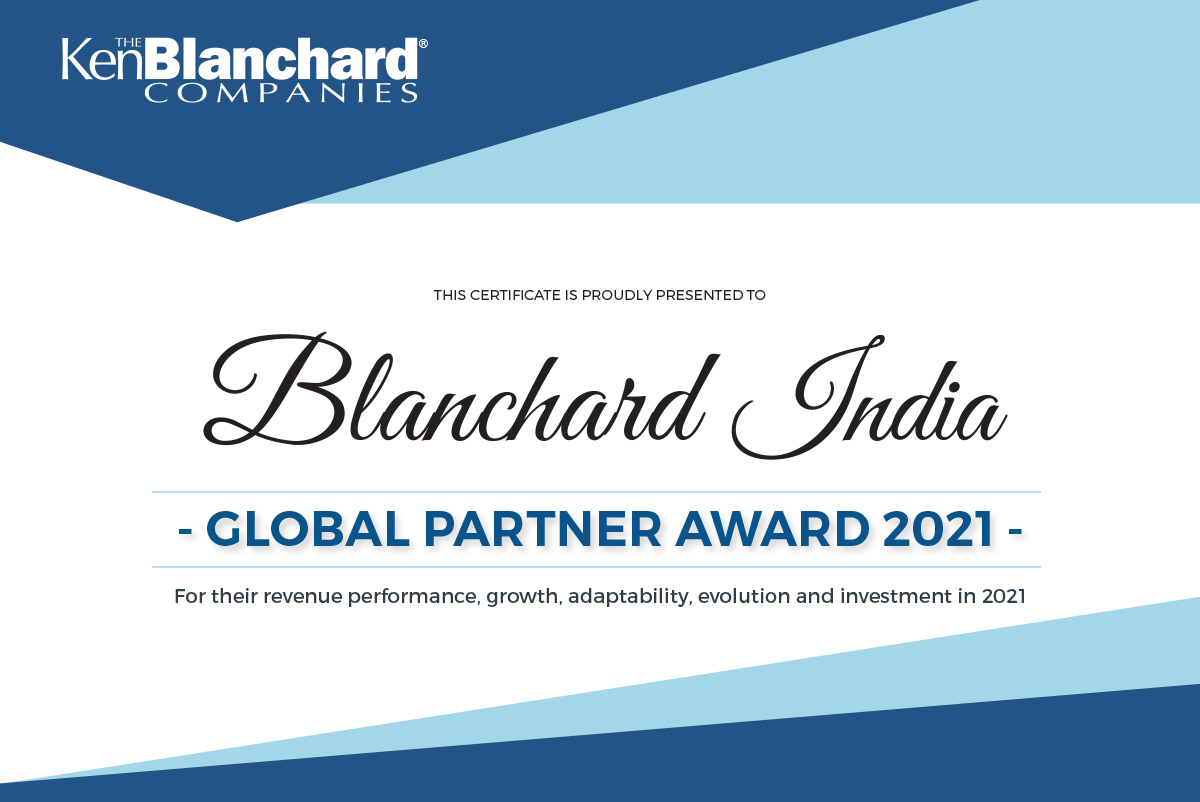 THE
KenBlanchard®
COMPANIES
THIS CERTIFICATE IS PROUDLY PRESENTED TO
Blanchard India
- GLOBAL PARTNER AWARD 2021 -
For their revenue performance, growth, adaptability, evolution and investment in 2021